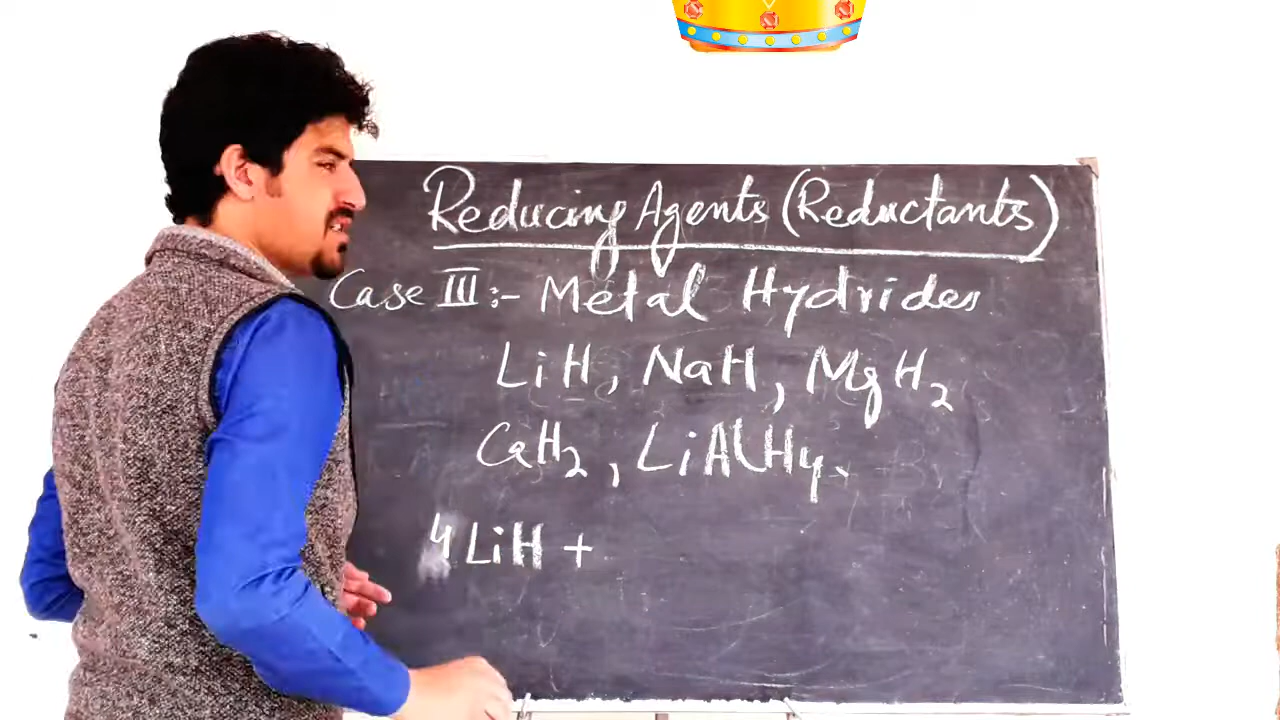 Reducing Agents (Reductants)
Case III :- Metal Hydrides
LiH, NaH, MgH2
CaH2, LiAlH4.
4LiH +